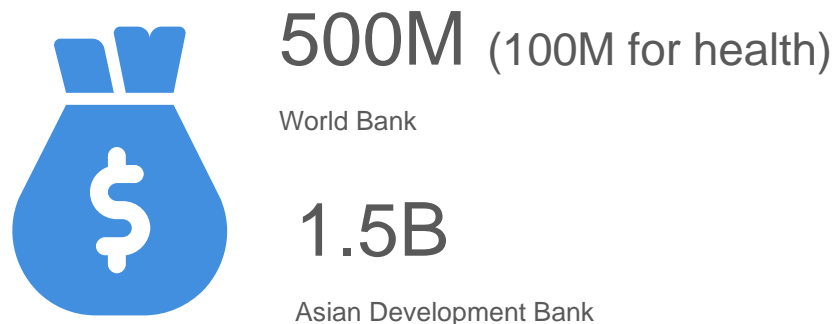 500M (100M for health)
World Bank
$
1.5B
Asian Development Bank